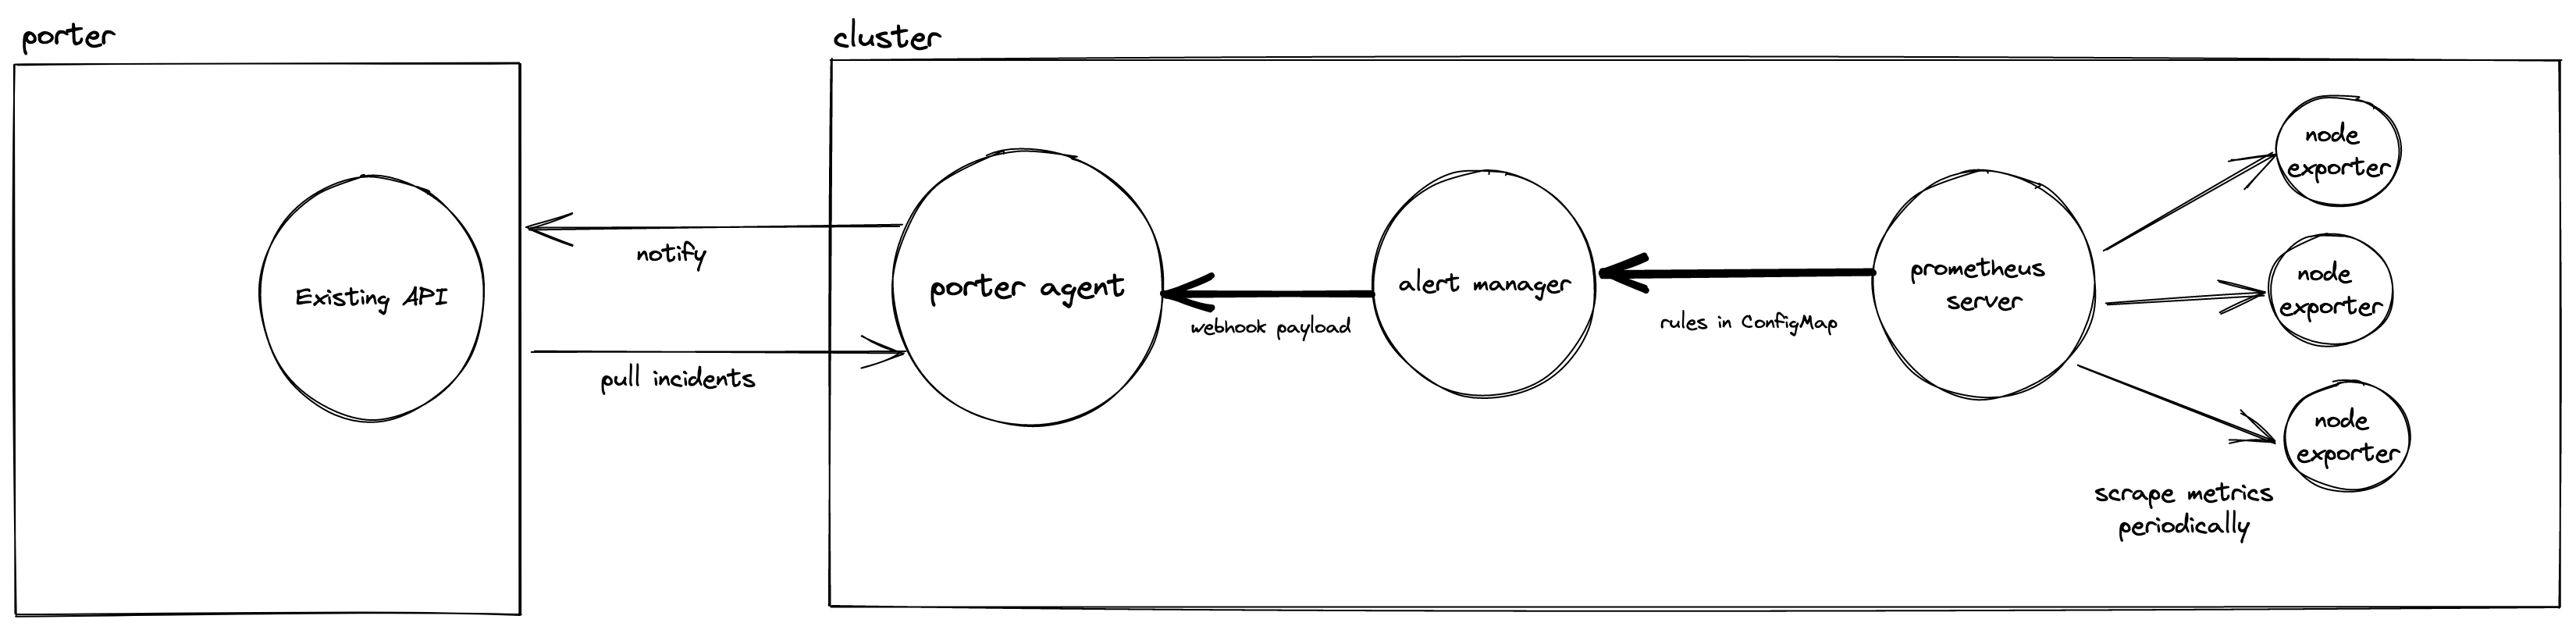 porter
cluster
Existing API
notify
pull incidents
porter agent
webhook payload
alert manager
rules in ConfigMap
prometheus
server
node
exporter
node
exporter
node
exporter
scrape metrics
periodically